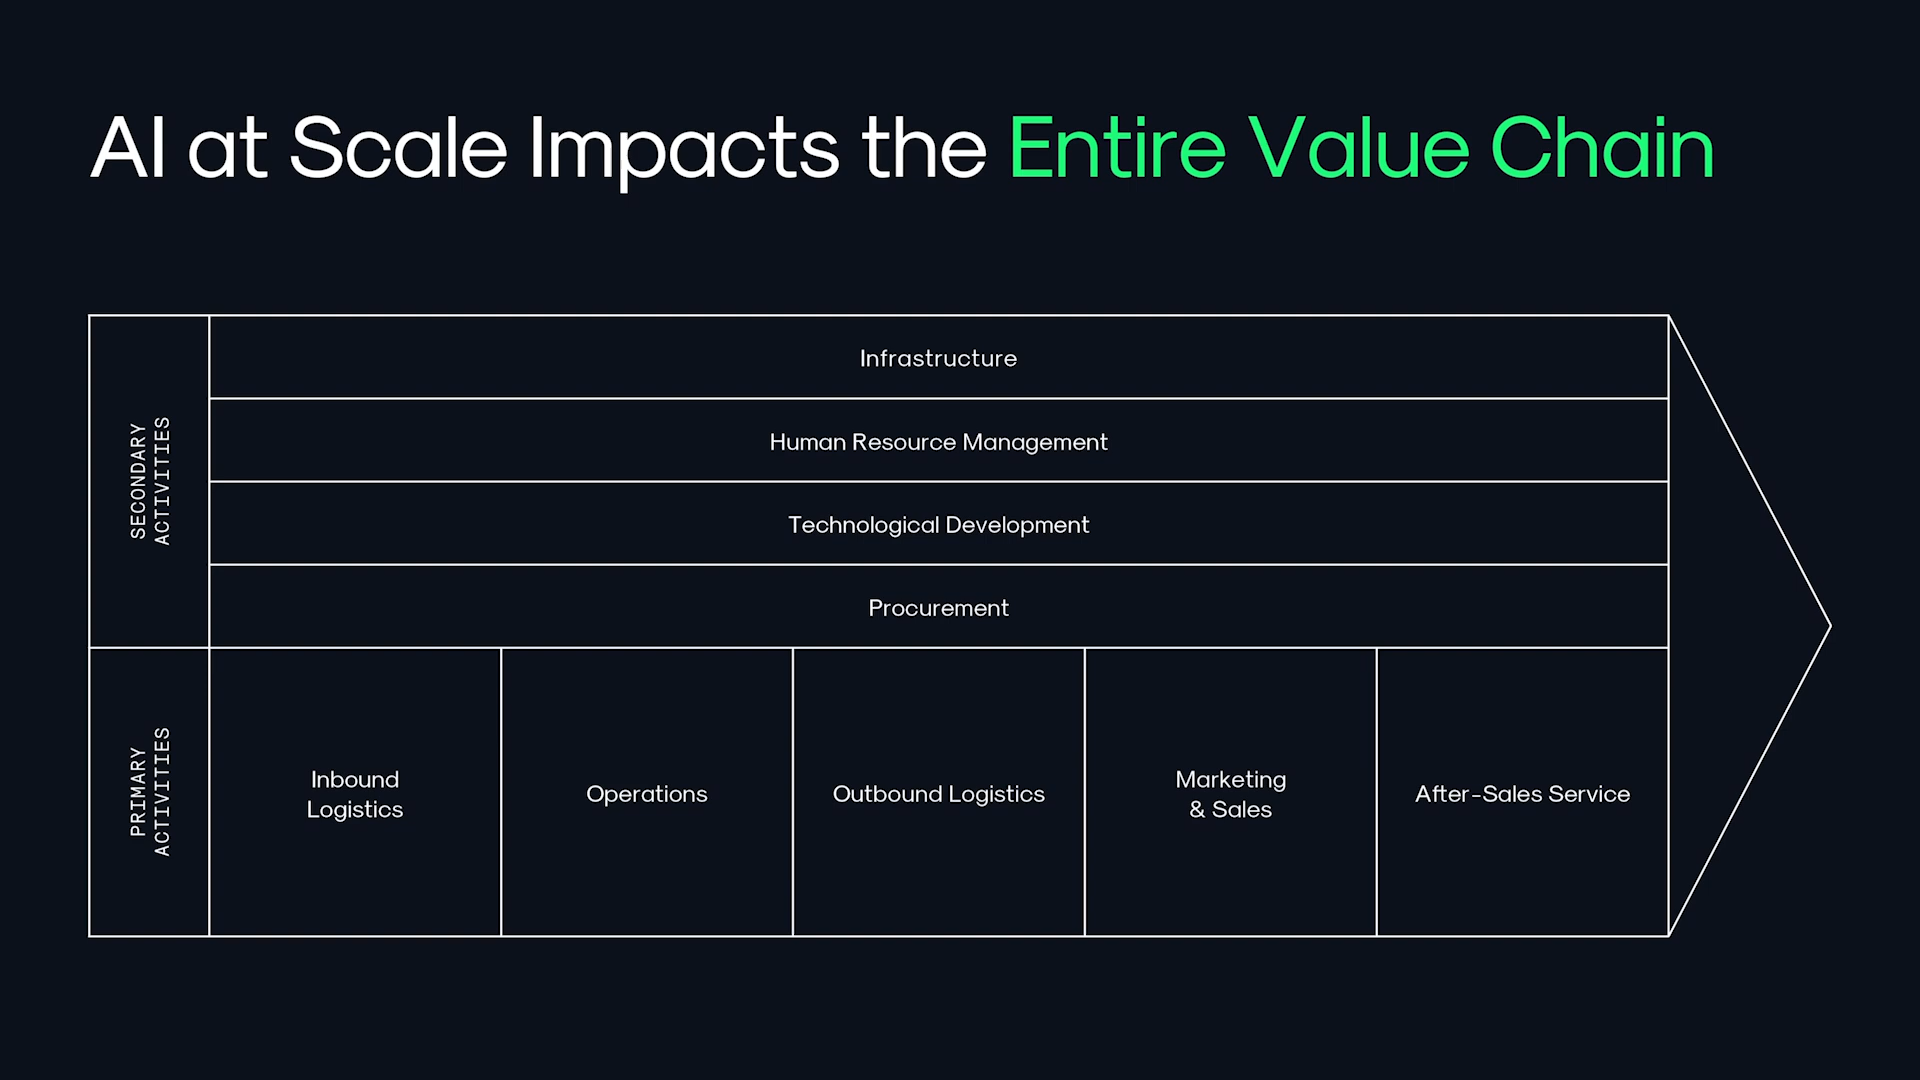 AI at Scale Impacts the Entire Value Chain
SECONDARY
ACTIVITIES
Infrastructure
Human Resource Management
Technological Development
Procurement
PRIMARY
ACTIVITIES
Inbound
Logistics
Operations
Outbound Logistics
Marketing
& Sales
After-Sales Service